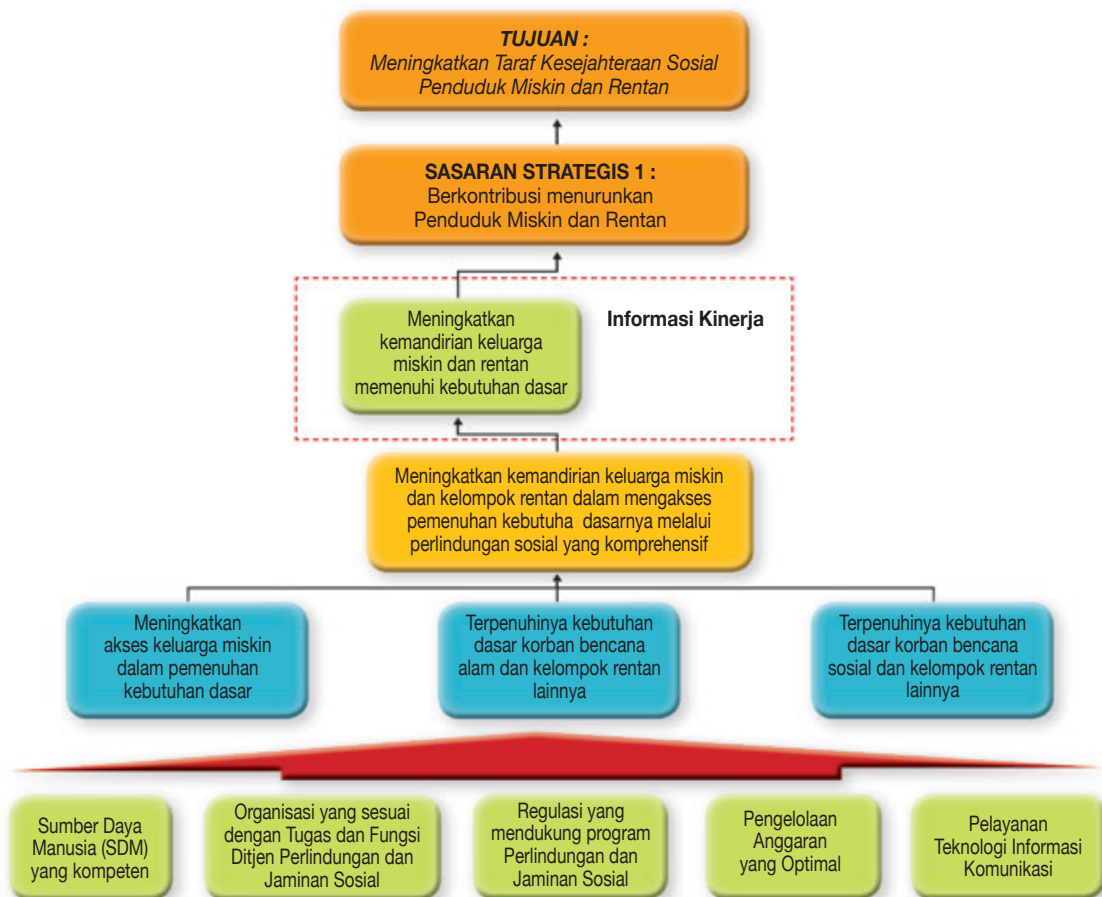 TUJUAN :
Meningkatkan Taraf Kesejahteraan Sosial
Penduduk Miskin dan Rentan
SASARAN STRATEGIS 1 :
Berkontribusi menurunkan
Penduduk Miskin dan Rentan
Informasi Kinerja
Meningkatkan
kemandirian keluarga
miskin dan rentan
memenuhi kebutuhan dasar
Meningkatkan kemandirian keluarga miskin
dan kelompok rentan dalam mengakses
pemenuhan kebutuha dasarnya melalui
perlindungan sosial yang komprehensif
Meningkatkan
akses keluarga miskin
dalam pemenuhan
kebutuhan dasar
Terpenuhinya kebutuhan
dasar korban bencana
alam dan kelompok rentan
lainnya
Terpenuhinya kebutuhan
dasar korban bencana
sosial dan kelompok rentan
lainnya
Sumber Daya
Manusia (SDM)
yang kompeten
Organisasi yang sesuai
dengan Tugas dan Fungsi
Ditjen Perlindungan dan
Jaminan Sosial
Regulasi yang
mendukung program
Perlindungan dan
Jaminan Sosial
Pengelolaan
Anggaran
yang Optimal
Pelayanan
Teknologi Informasi
Komunikasi